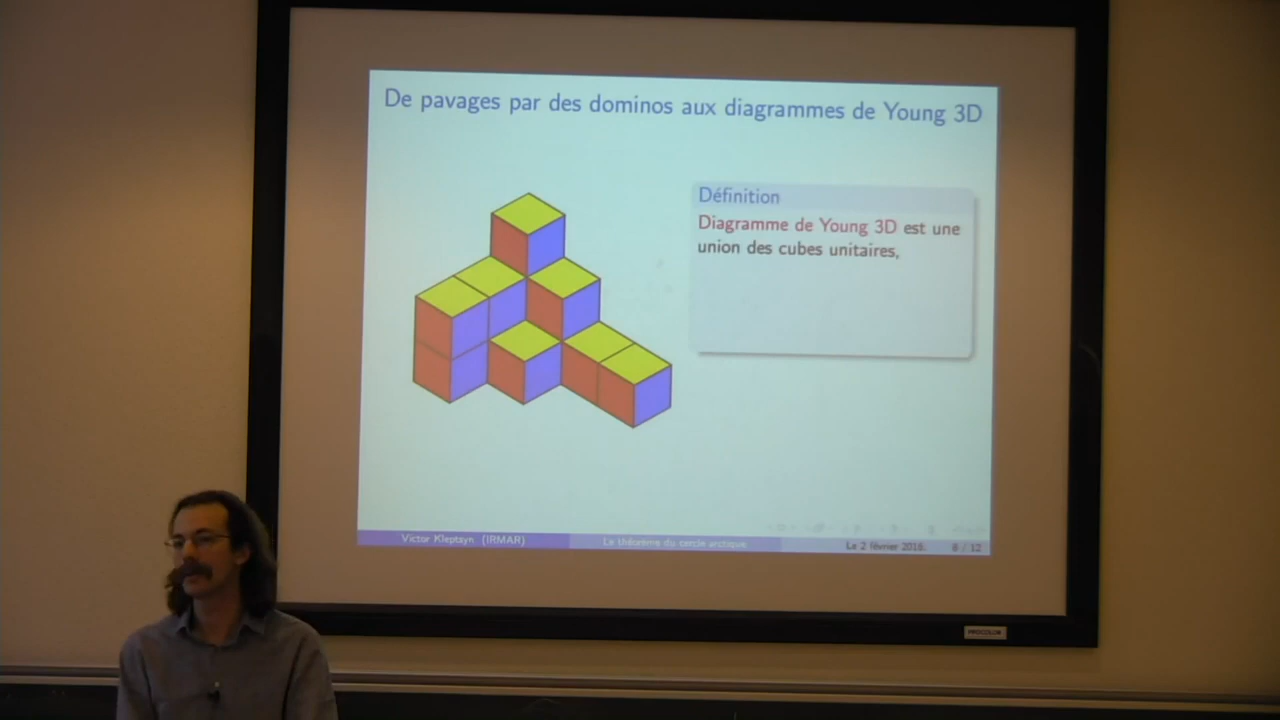 De pavages par des dominos aux diagrammes de Young 3D
Définition
Diagramme de Young 3D est une
union des cubes unitaires,
Victor Kleptsyn (IRMAR)
Le théorème du cercle arctique
Le 2 février 2016.
8 / 12
PROCOLOR